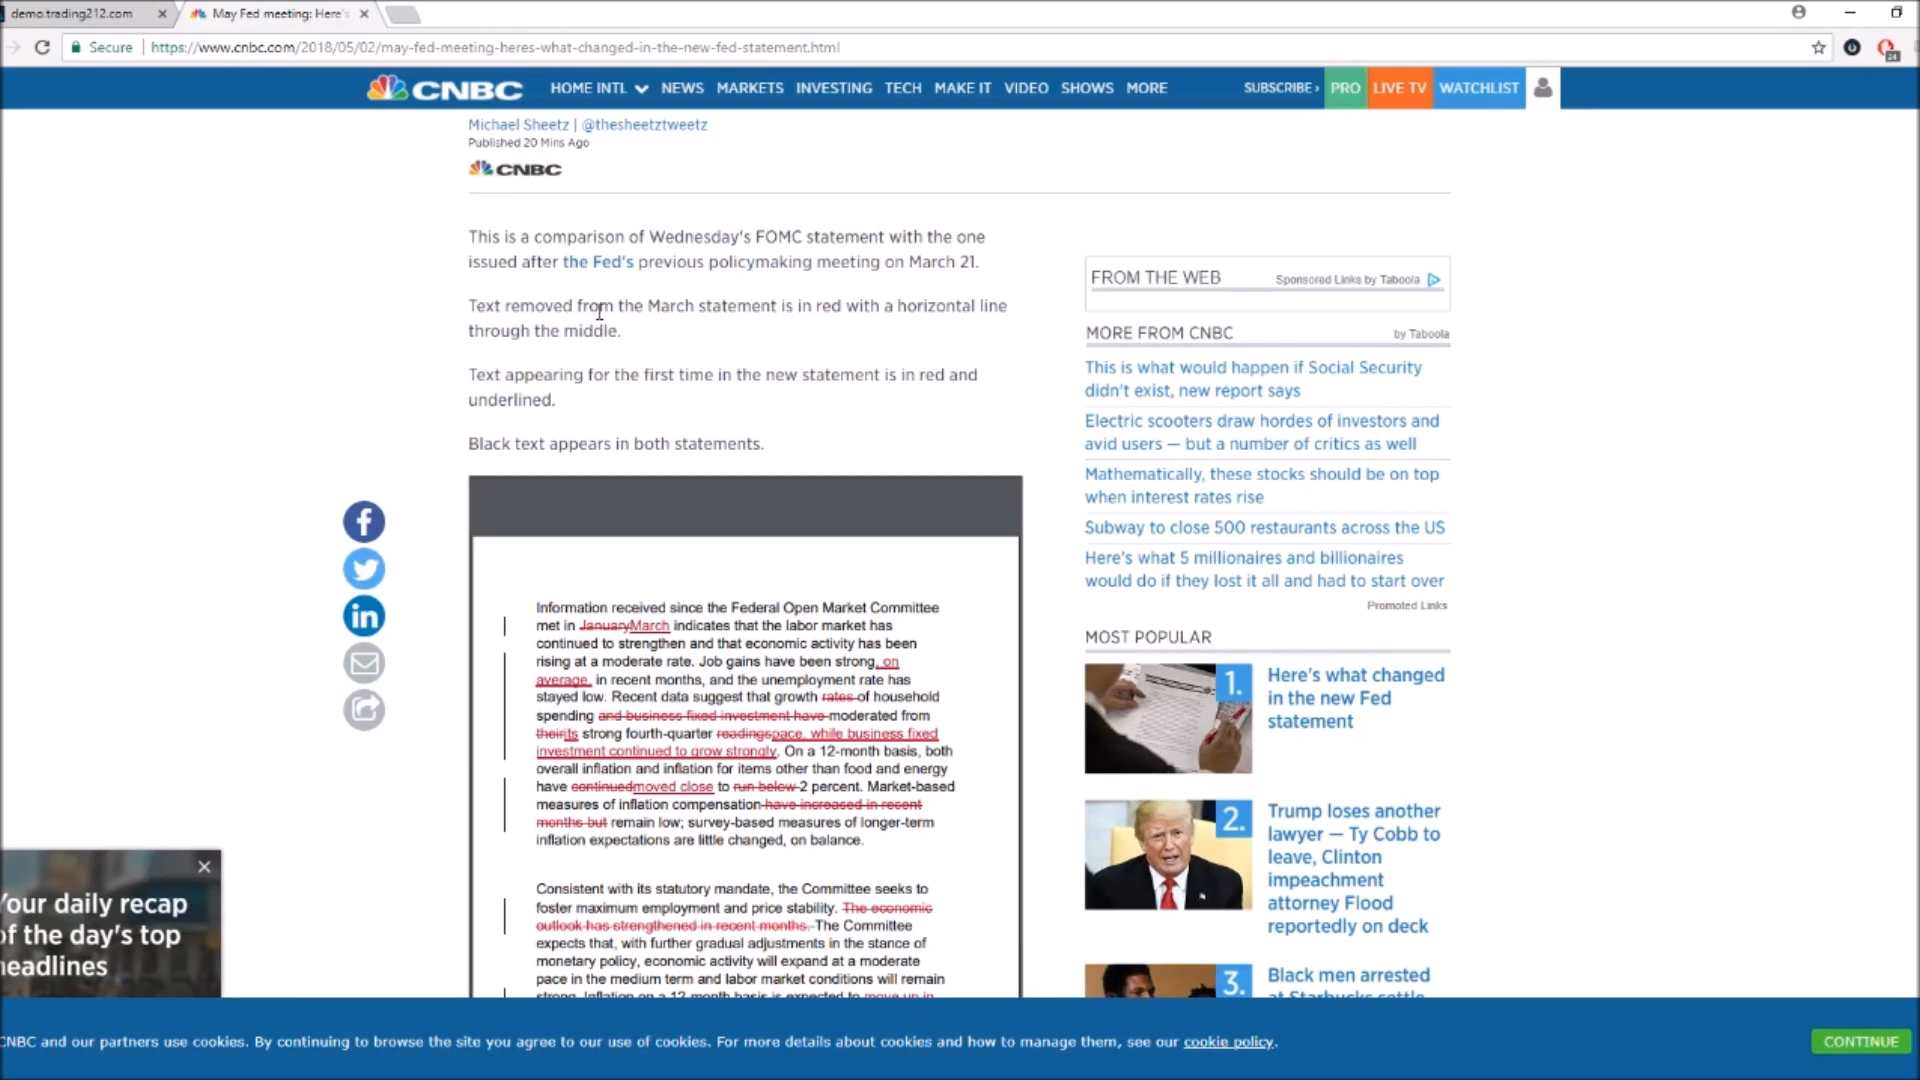 demo.trading212.com
May Fed meeting: Here's
Secure
https://www.cnbc.com/2018/05/02/may-fed-meeting-heres-what-changed-in-the-new-fed-statement.html
24
CNBC
HOME INTL NEWS MARKETS INVESTING TECH MAKE IT VIDEO SHOWS MORE
SUBSCRIBE › PRO LIVE TV WATCHLIST
Michael Sheetz | @thesheetztweetz
Published 20 Mins Ago
CNBC
This is a comparison of Wednesday's FOMC statement with the one
issued after the Fed's previous policymaking meeting on March 21.
Text removed from the March statement is in red with a horizontal line
through the middle.
Text appearing for the first time in the new statement is in red and
underlined.
Black text appears in both statements.
Information received since the Federal Open Market Committee
met in JanuaryMarch indicates that the labor market has
continued to strengthen and that economic activity has been
rising at a moderate rate. Job gains have been strong, on
average, in recent months, and the unemployment rate has
stayed low. Recent data suggest that growth rates of household
spending and business fixed investment have moderated from
theirits strong fourth-quarter readingspace, while business fixed
investment continued to grow strongly. On a 12-month basis, both
overall inflation and inflation for items other than food and energy
have continuedmoved close to run below 2 percent. Market-based
measures of inflation compensation have increased in recent
months but remain low; survey-based measures of longer-term
inflation expectations are little changed, on balance.
Consistent with its statutory mandate, the Committee seeks to
foster maximum employment and price stability. The economic
outlook has strengthened in recent months. The Committee
expects that, with further gradual adjustments in the stance of
monetary policy, economic activity will expand at a moderate
pace in the medium term and labor market conditions will remain
strong. Inflation on a 12-month basis is expected to move up in
FROM THE WEB
Sponsored Links by Taboola
MORE FROM CNBC
by Taboola
This is what would happen if Social Security
didn't exist, new report says
Electric scooters draw hordes of investors and
avid users — but a number of critics as well
Mathematically, these stocks should be on top
when interest rates rise
Subway to close 500 restaurants across the US
Here's what 5 millionaires and billionaires
would do if they lost it all and had to start over
Promoted Links
MOST POPULAR
1.
Here's what changed
in the new Fed
statement
2.
Trump loses another
lawyer — Ty Cobb to
leave, Clinton
impeachment
attorney Flood
reportedly on deck
3.
Black men arrested
at Starbucks settle
Your daily recap
of the day's top
headlines
CNBC and our partners use cookies. By continuing to browse the site you agree to our use of cookies. For more details about cookies and how to manage them, see our cookie policy.
CONTINUE